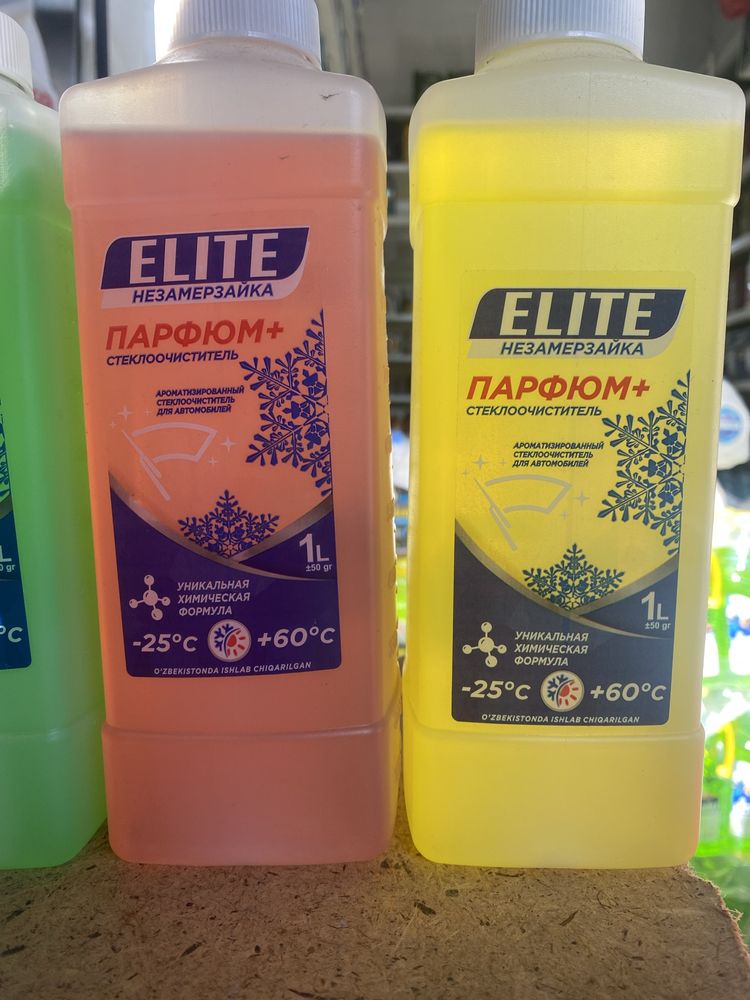 ELITE
НЕЗАМЕРЗАЙКА
ПАРФЮМ+
СТЕКЛООЧИСТИТЕЛЬ
АРОМАТИЗИРОВАННЫЙ
СТЕКЛООЧИСТИТЕЛЬ
ДЛЯ АВТОМОБИЛЕЙ
1L
±50 gr
УНИКАЛЬНАЯ
ХИМИЧЕСКАЯ
ФОРМУЛА
-25°C +60°C
O'ZBEKISTONDA ISHLAB CHIQARILGAN
ELITE
НЕЗАМЕРЗАЙКА
ПАРФЮМ+
СТЕКЛООЧИСТИТЕЛЬ
АРОМАТИЗИРОВАННЫЙ
СТЕКЛООЧИСТИТЕЛЬ
ДЛЯ АВТОМОБИЛЕЙ
1L
±50 gr
УНИКАЛЬНАЯ
ХИМИЧЕСКАЯ
ФОРМУЛА
-25°C +60°C
O'ZBEKISTONDA ISHLAB CHIQARILGAN